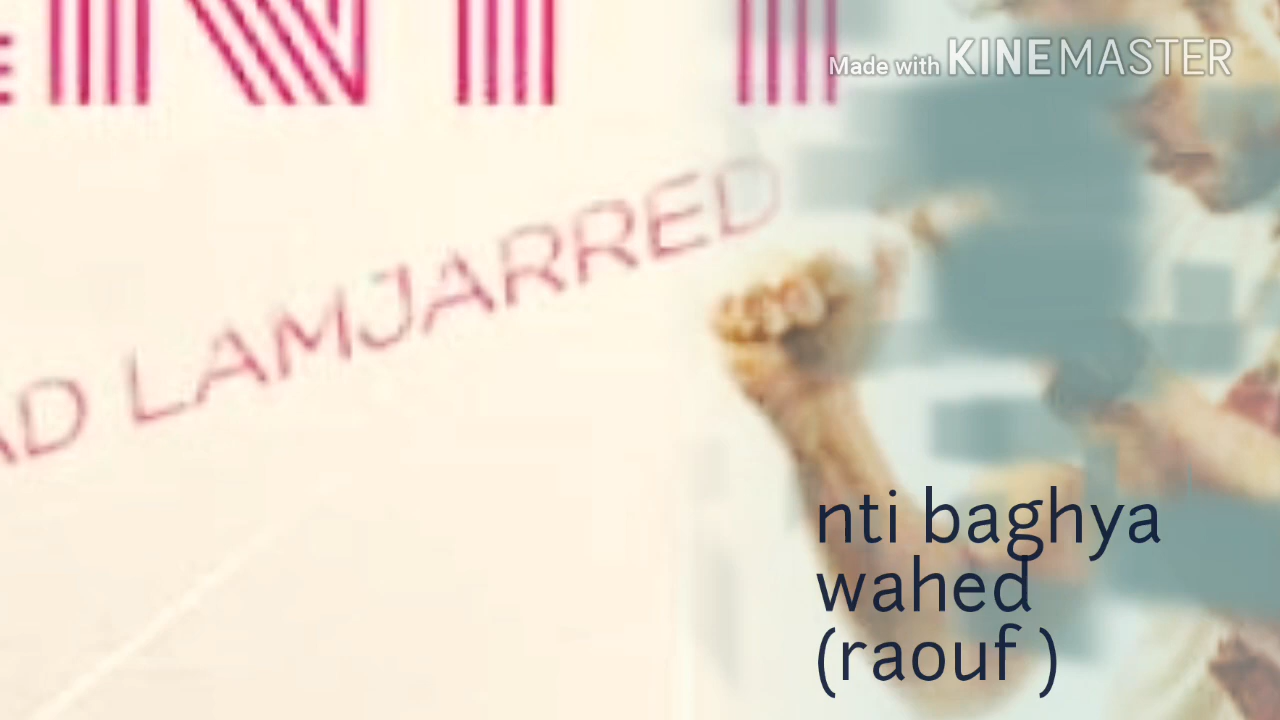 Made with KINEMASTER
AD LAMJARRED
nti baghya
wahed
(raouf )